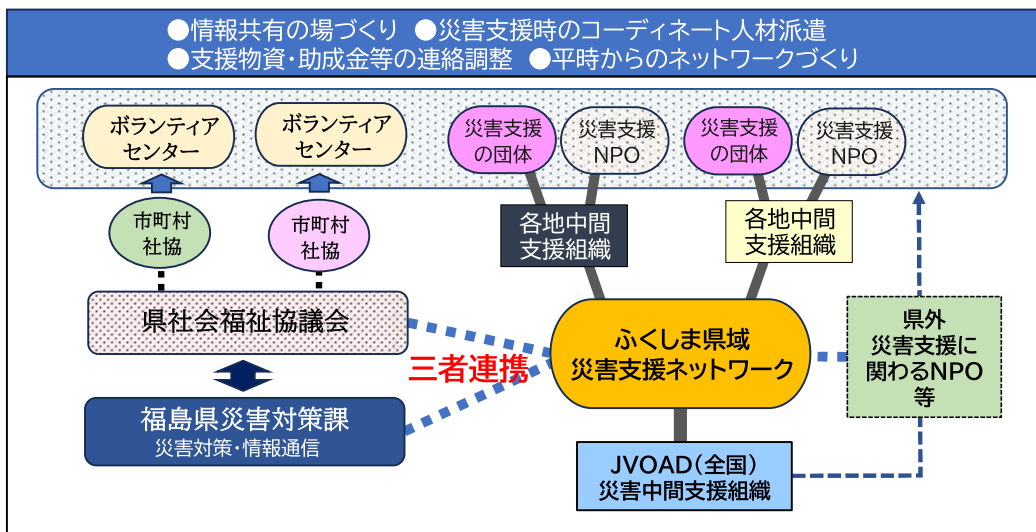 ●情報共有の場づくり ●災害支援時のコーディネート人材派遣
●支援物資・助成金等の連絡調整 ●平時からのネットワークづくり
ボランティア
センター
ボランティア
センター
災害支援
の団体
災害支援
NPO
災害支援
の団体
災害支援
NPO
市町村
社協
市町村
社協
各地中間
支援組織
各地中間
支援組織
県社会福祉協議会
三者連携
ふくしま県域
災害支援ネットワーク
県外
災害支援に
関わるNPO
等
福島県災害対策課
災害対策・情報通信
JVOAD(全国)
災害中間支援組織